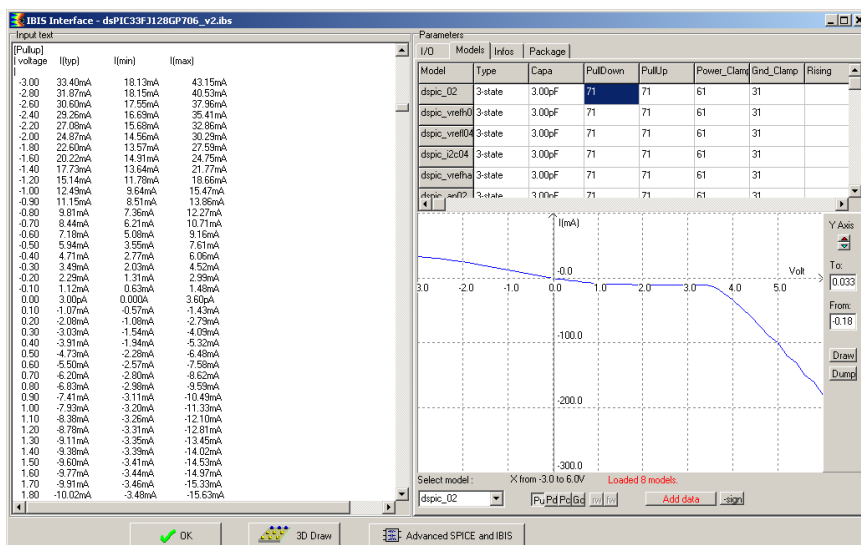 IBIS Interface - dsPIC33FJ128GP706_v2.ibs
Input text
[Pullup]
| voltage I(typ) I(min) I(max)
|
-3.00 33.40mA 18.13mA 43.15mA
-2.80 31.87mA 18.15mA 40.53mA
-2.60 30.60mA 17.55mA 37.96mA
-2.40 29.26mA 16.69mA 35.41mA
-2.20 27.08mA 15.68mA 32.86mA
-2.00 24.87mA 14.56mA 30.29mA
-1.80 22.60mA 13.57mA 27.59mA
-1.60 20.22mA 14.91mA 24.75mA
-1.40 17.73mA 13.64mA 21.77mA
-1.20 15.14mA 11.78mA 18.66mA
-1.00 12.49mA 9.64mA 15.47mA
-0.90 11.15mA 8.51mA 13.86mA
-0.80 9.81mA 7.36mA 12.27mA
-0.70 8.44mA 6.21mA 10.71mA
-0.60 7.18mA 5.08mA 9.16mA
-0.50 5.94mA 3.55mA 7.61mA
-0.40 4.71mA 2.77mA 6.06mA
-0.30 3.49mA 2.03mA 4.52mA
-0.20 2.29mA 1.31mA 2.99mA
-0.10 1.12mA 0.63mA 1.48mA
0.00 3.00pA 0.000A 3.60pA
0.10 -1.07mA -0.57mA -1.43mA
0.20 -2.08mA -1.08mA -2.79mA
0.30 -3.03mA -1.54mA -4.09mA
0.40 -3.91mA -1.94mA -5.32mA
0.50 -4.73mA -2.28mA -6.48mA
0.60 -5.50mA -2.57mA -7.58mA
0.70 -6.20mA -2.80mA -8.62mA
0.80 -6.83mA -2.98mA -9.59mA
0.90 -7.41mA -3.11mA -10.49mA
1.00 -7.93mA -3.20mA -11.33mA
1.10 -8.38mA -3.26mA -12.10mA
1.20 -8.78mA -3.31mA -12.81mA
1.30 -9.11mA -3.35mA -13.45mA
1.40 -9.38mA -3.39mA -14.02mA
1.50 -9.60mA -3.41mA -14.53mA
1.60 -9.77mA -3.44mA -14.97mA
1.70 -9.91mA -3.46mA -15.33mA
1.80 -10.02mA -3.48mA -15.63mA
Parameters
I/O Models Infos Package
Model Type Capa PullDown PullUp Power_Clamp Gnd_Clamp Rising
dspic_02 3-state 3.00pF 71 71 61 31
dspic_vrefh0 3-state 3.00pF 71 71 61 31
dspic_vrefl04 3-state 3.00pF 71 71 61 31
dspic_i2c04 3-state 3.00pF 71 71 61 31
dspic_vrefha 3-state 3.00pF 71 71 61 31
dspic_an02 3-state 3.00pF 71 71 61 31
I(mA)
Y Axis
-0.0 Volt
To:
0.033
3.0 -2.0 -1.0 0.0 1.0 2.0 3.0 4.0 5.0
From:
-0.18
-100.0
Draw
Dump
-200.0
-300.0
Select model : X from -3.0 to 6.0V Loaded 8 models.
dspic_02 Pu Pd Pc Gc rw fw Add data -sign
OK 3D Draw Advanced SPICE and IBIS